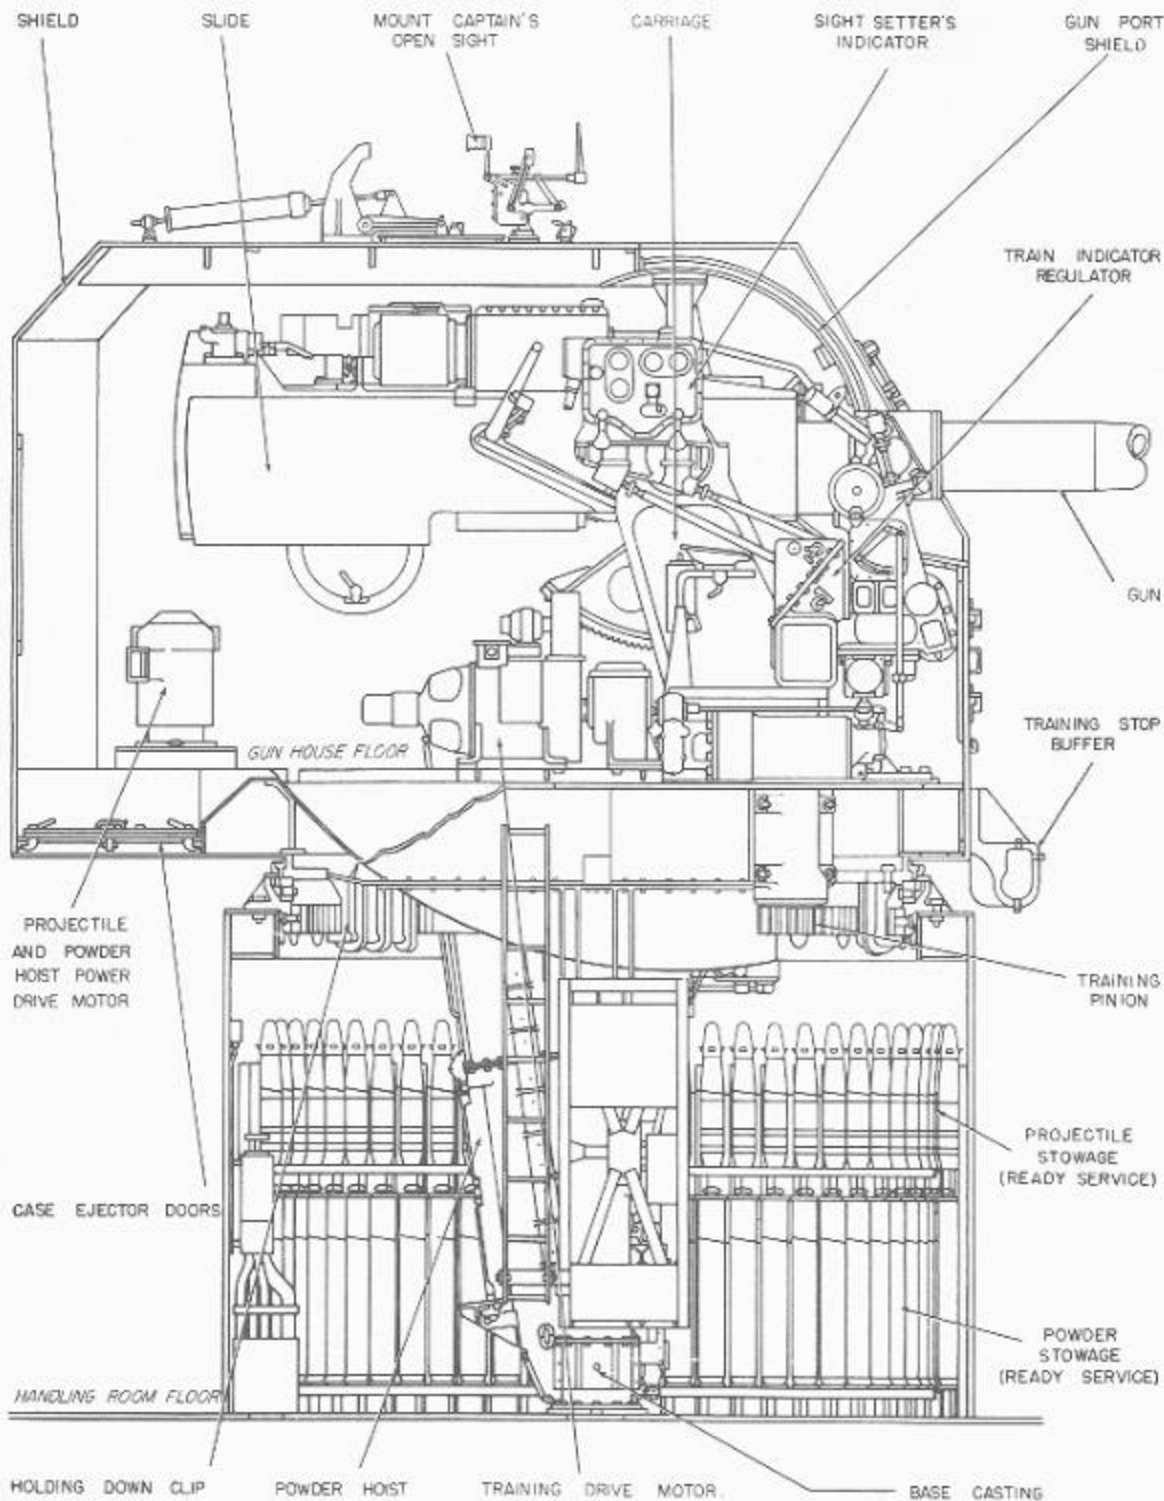 SHIELD
SLIDE
MOUNT CAPTAIN'S
OPEN SIGHT
CARRIAGE
SIGHT SETTER'S
INDICATOR
GUN PORT
SHIELD
TRAIN INDICATOR
REGULATOR
GUN
TRAINING STOP
BUFFER
GUN HOUSE FLOOR
PROJECTILE
AND POWDER
HOIST POWER
DRIVE MOTOR
TRAINING
PINION
PROJECTILE
STOWAGE
(READY SERVICE)
CASE EJECTOR DOORS
POWDER
STOWAGE
(READY SERVICE)
HANDLING ROOM FLOOR
HOLDING DOWN CLIP
POWDER HOIST
TRAINING DRIVE MOTOR.
BASE CASTING